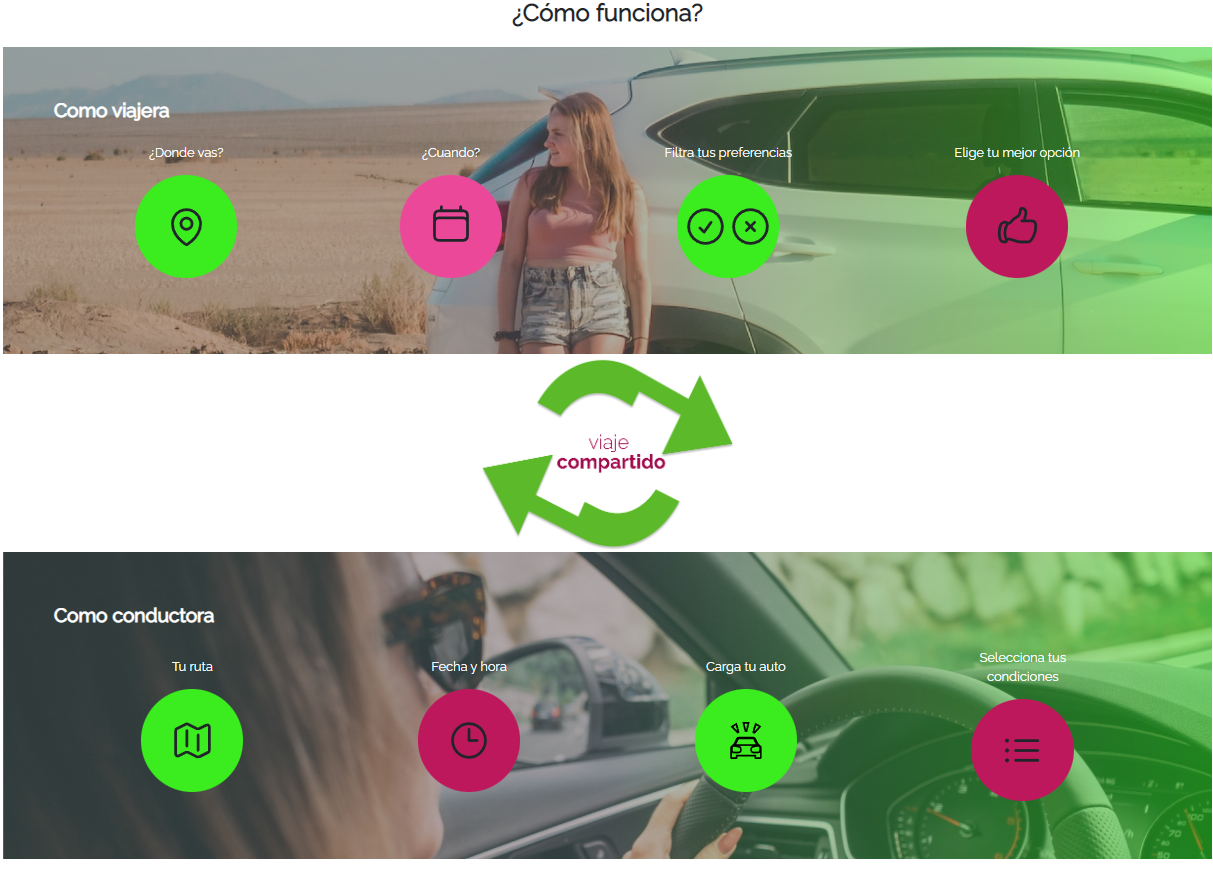 ¿Cómo funciona?
Como viajera
¿Donde vas?
¿Cuando?
Filtra tus preferencias
Elige tu mejor opción
viaje
compartido
Como conductora
Tu ruta
Fecha y hora
Carga tu auto
Selecciona tus
condiciones